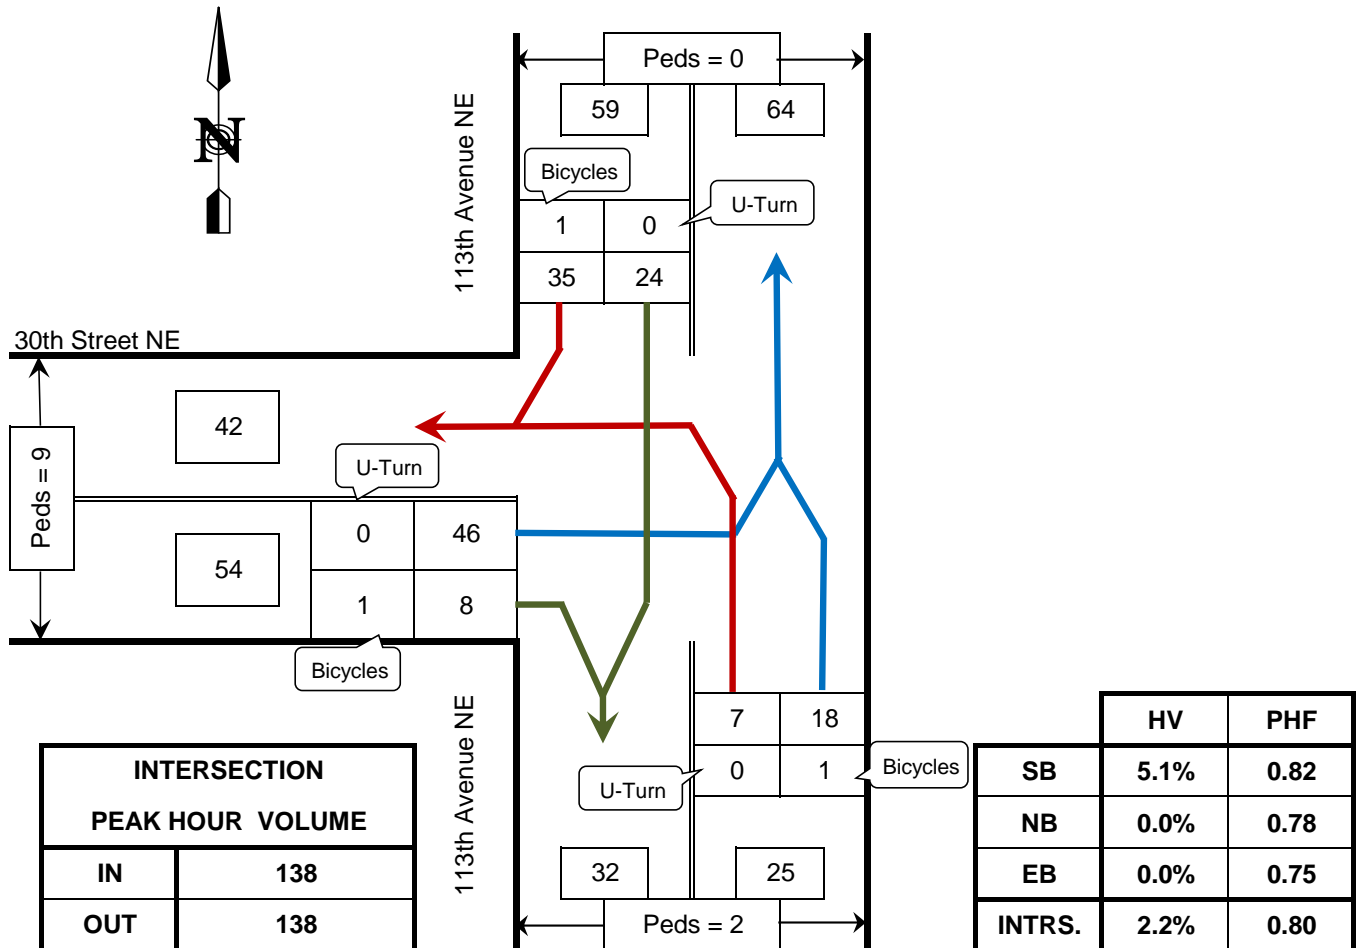 Peds = 0
59
64
113th Avenue NE
N
Bicycles
U-Turn
1 0
35 24
30th Street NE
42
Peds = 9
U-Turn
0 46
54
1 8
Bicycles
113th Avenue NE
7 18
0 1
U-Turn
Bicycles
32
25
Peds = 2
INTERSECTION
PEAK HOUR VOLUME
IN 138
OUT 138
HV PHF
SB 5.1% 0.82
NB 0.0% 0.78
EB 0.0% 0.75
INTRS. 2.2% 0.80